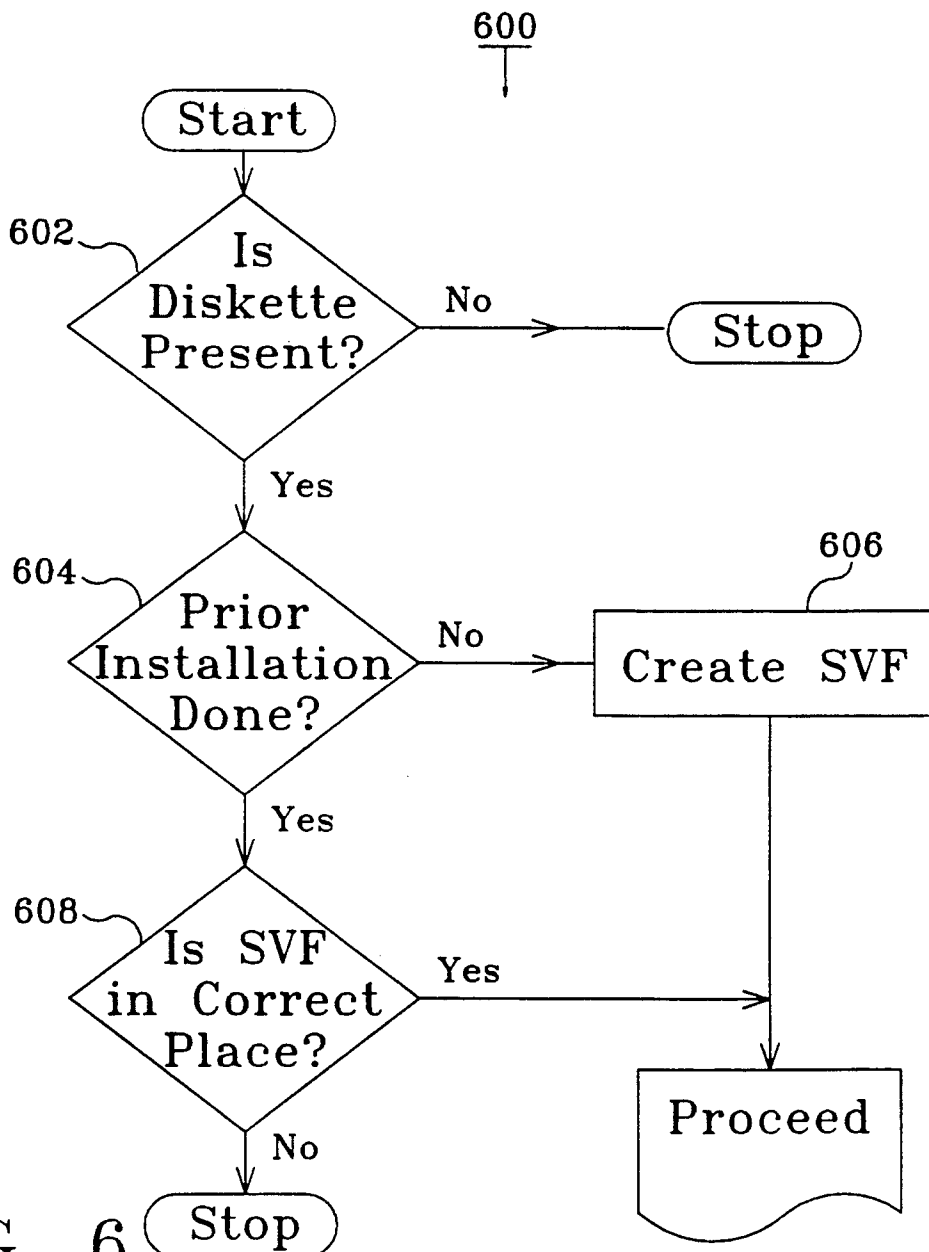 600
Start
602
Is
Diskette
Present?
No
Stop
Yes
604
Prior
Installation
Done?
No
606
Create SVF
Yes
608
Is SVF
in Correct
Place?
Yes
Proceed
No
Stop
6